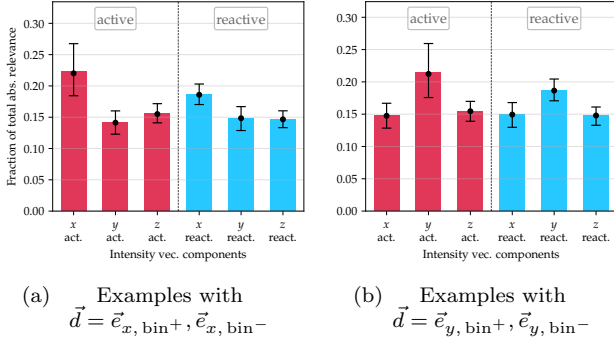 Fraction of total abs. relevance
0.30
0.25
0.20
0.15
0.10
0.05
0.00
active
reactive
x y z x y z
act. act. act. react. react. react.
Intensity vec. components
0.30
0.25
0.20
0.15
0.10
0.05
0.00
active
reactive
x y z x y z
act. act. act. react. react. react.
Intensity vec. components
(a) Examples with
d⃗ = e⃗x, bin+, e⃗x, bin−
(b) Examples with
d⃗ = e⃗y, bin+, e⃗y, bin−